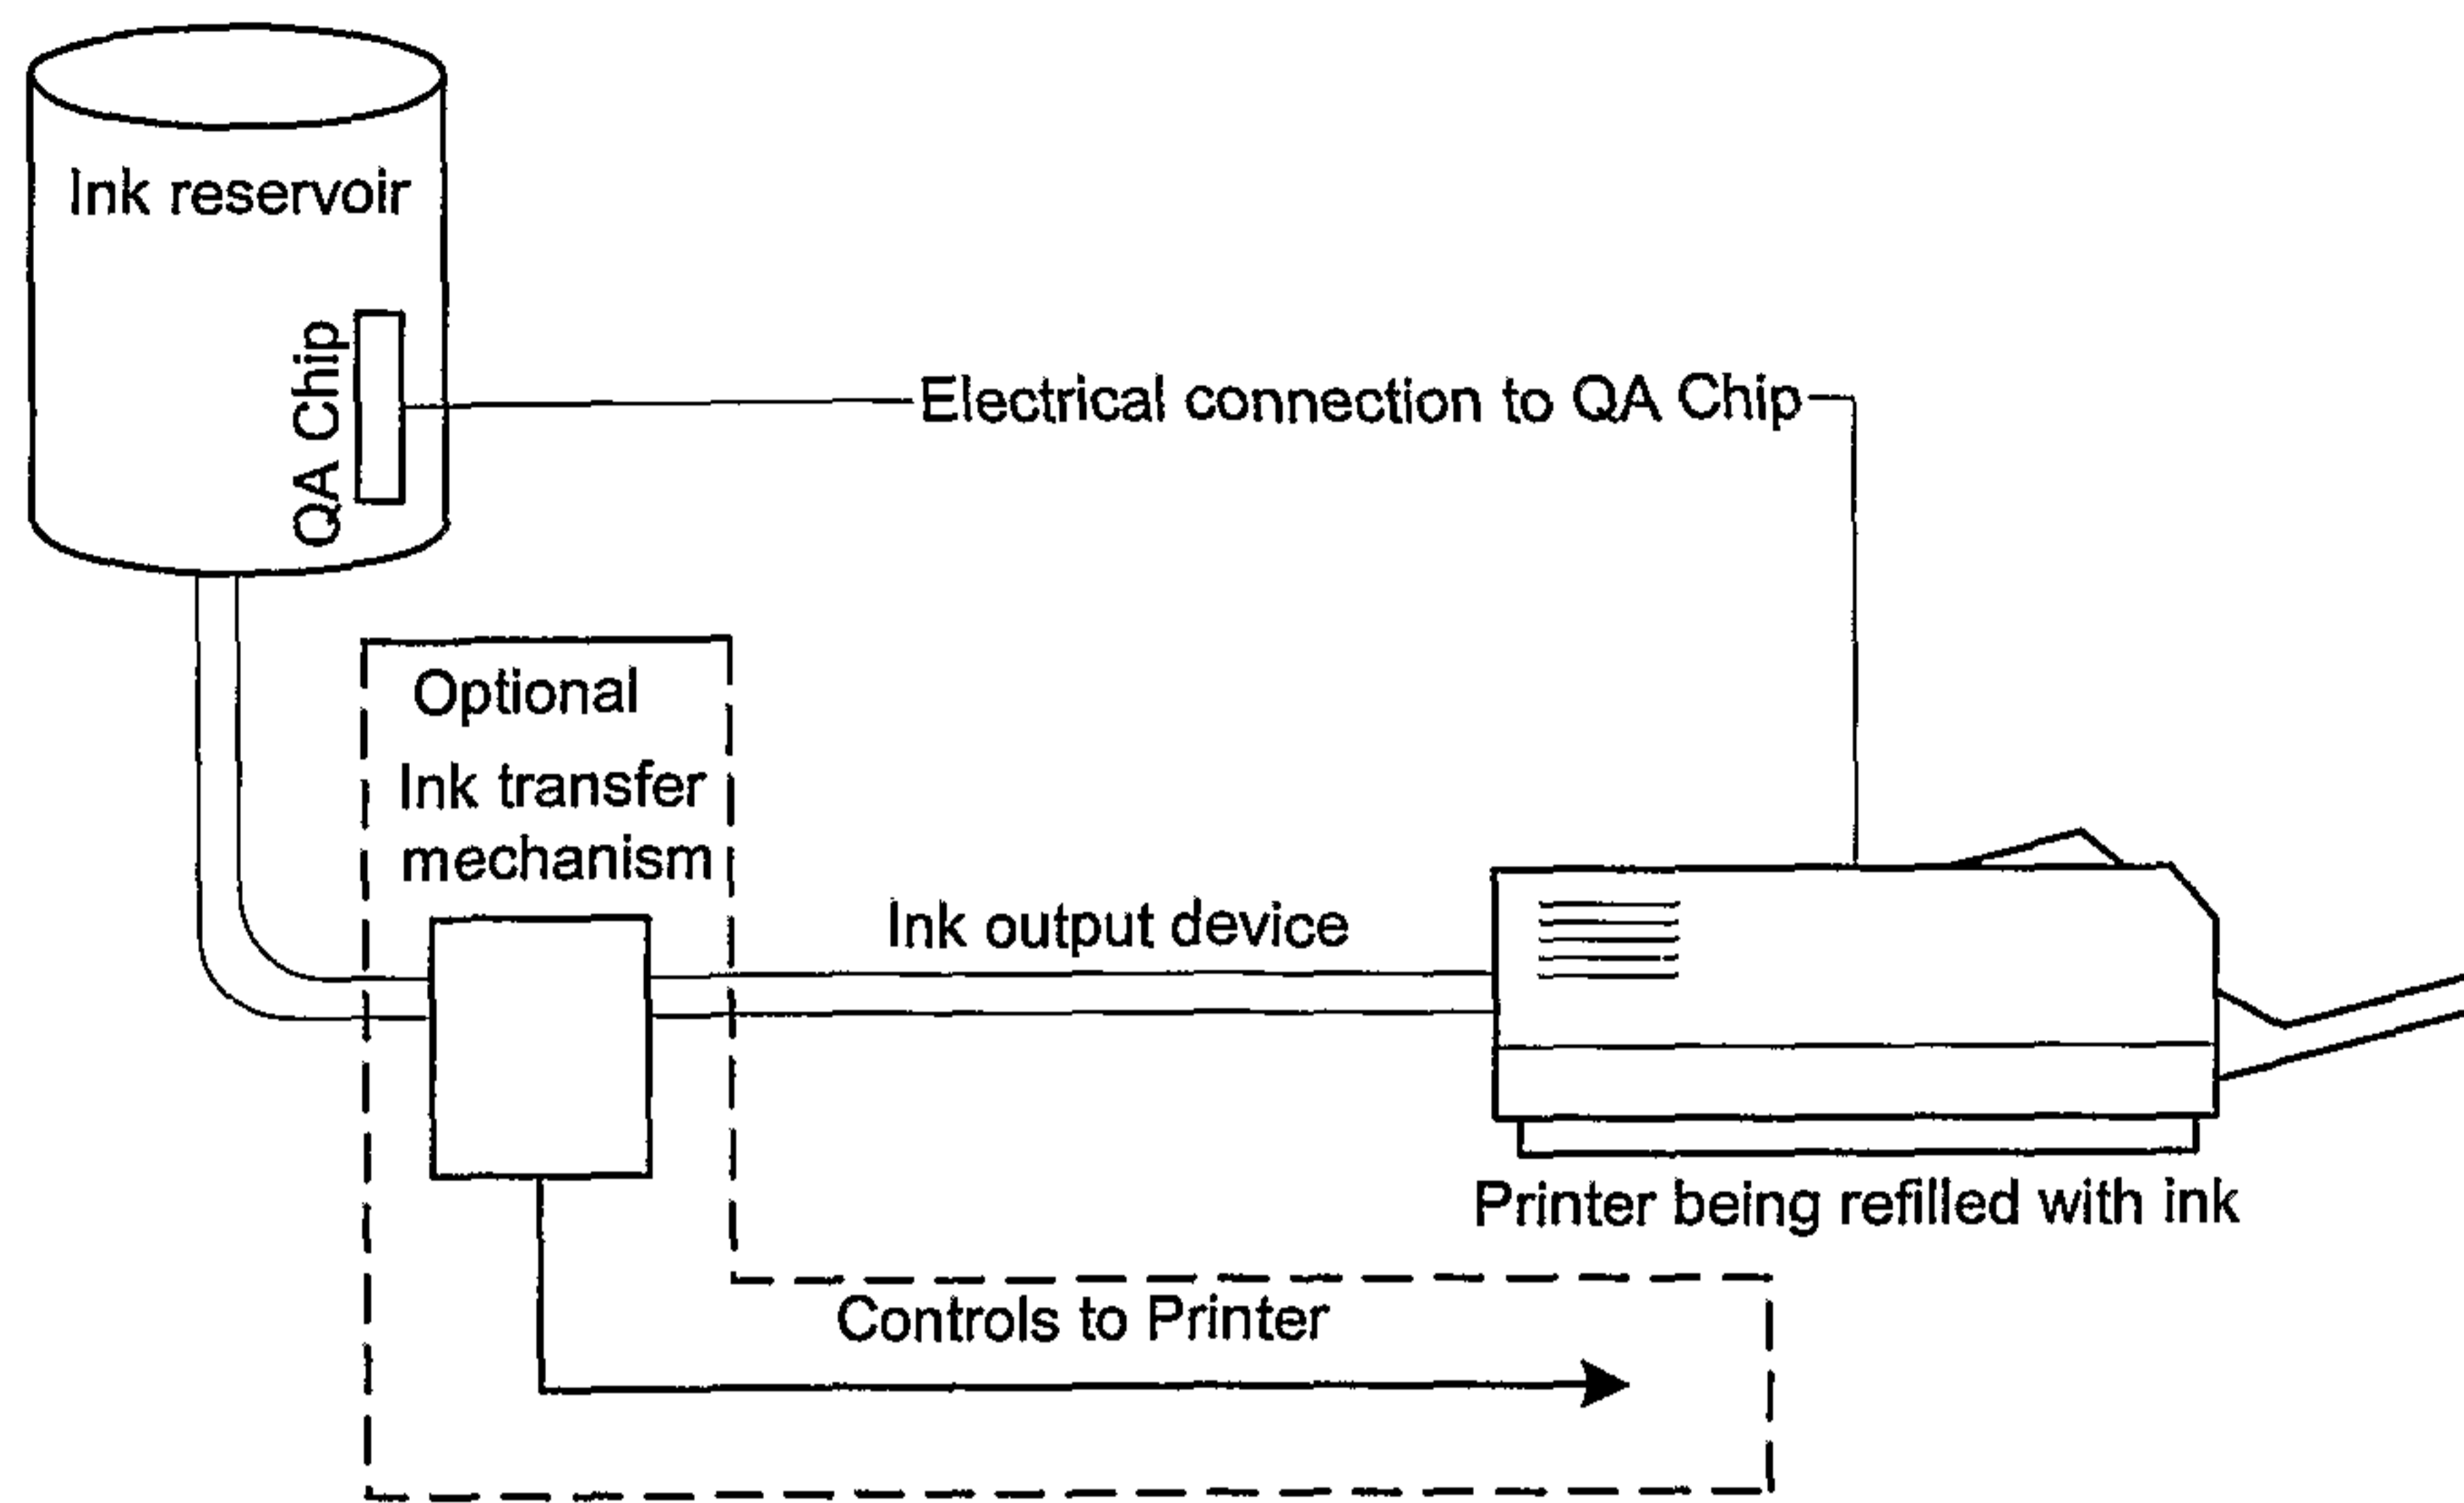 Ink reservoir
QA Chip
Electrical connection to QA Chip
Optional
Ink transfer
mechanism
Ink output device
Printer being refilled with ink
Controls to Printer